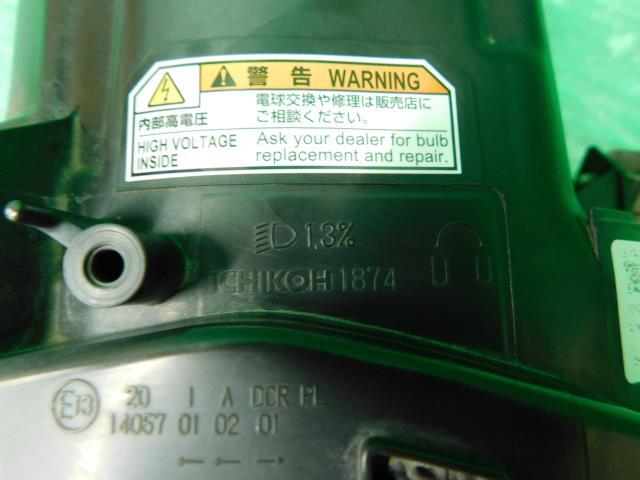 警告 WARNING
内部高電圧
HIGH VOLTAGE
INSIDE
電球交換や修理は販売店に
ご相談ください。
Ask your dealer for bulb
replacement and repair.
1,3%
ICHIKOH 1874
E13
20 I A DCR PL
14057 01 02 01